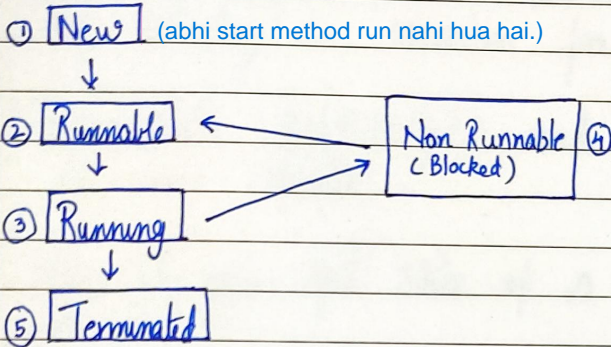 ① New (abhi start method run nahi hua hai.)
② Runnable
Non Runnable ④
(Blocked)
③ Running
⑤ Terminated